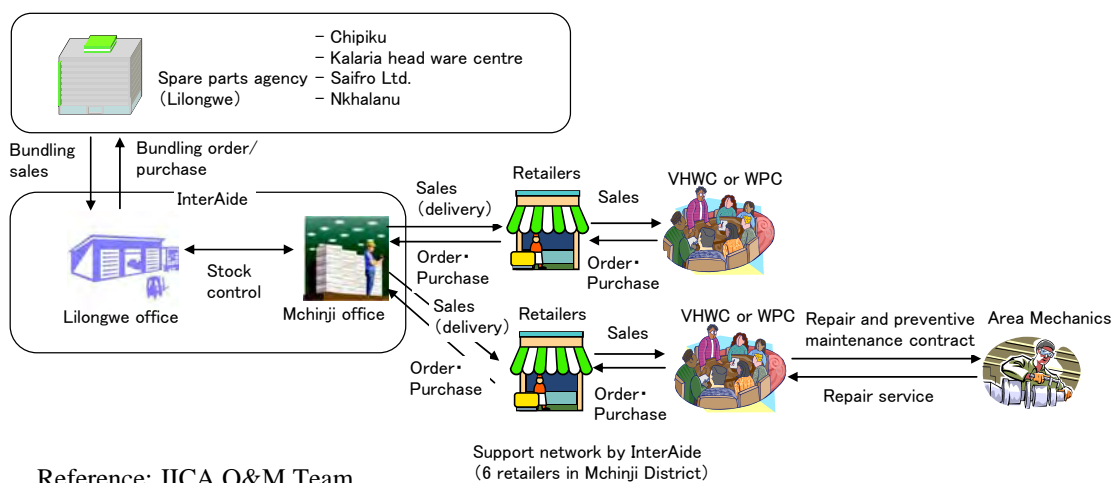 Spare parts agency
(Lilongwe)
- Chipiku
- Kalaria head ware centre
- Saifro Ltd.
- Nkhalanu
Bundling
sales
Bundling order/
purchase
InterAide
Lilongwe office
Stock
control
Mchinji office
Sales
(delivery)
Order・
Purchase
Retailers
Sales
Order・
Purchase
VHWC or WPC
Sales
(delivery)
Order・
Purchase
Retailers
Sales
Order・
Purchase
VHWC or WPC
Repair and preventive
maintenance contract
Repair service
Area Mechanics
Support network by InterAide
(6 retailers in Mchinji District)
Reference: JICA O&M Team